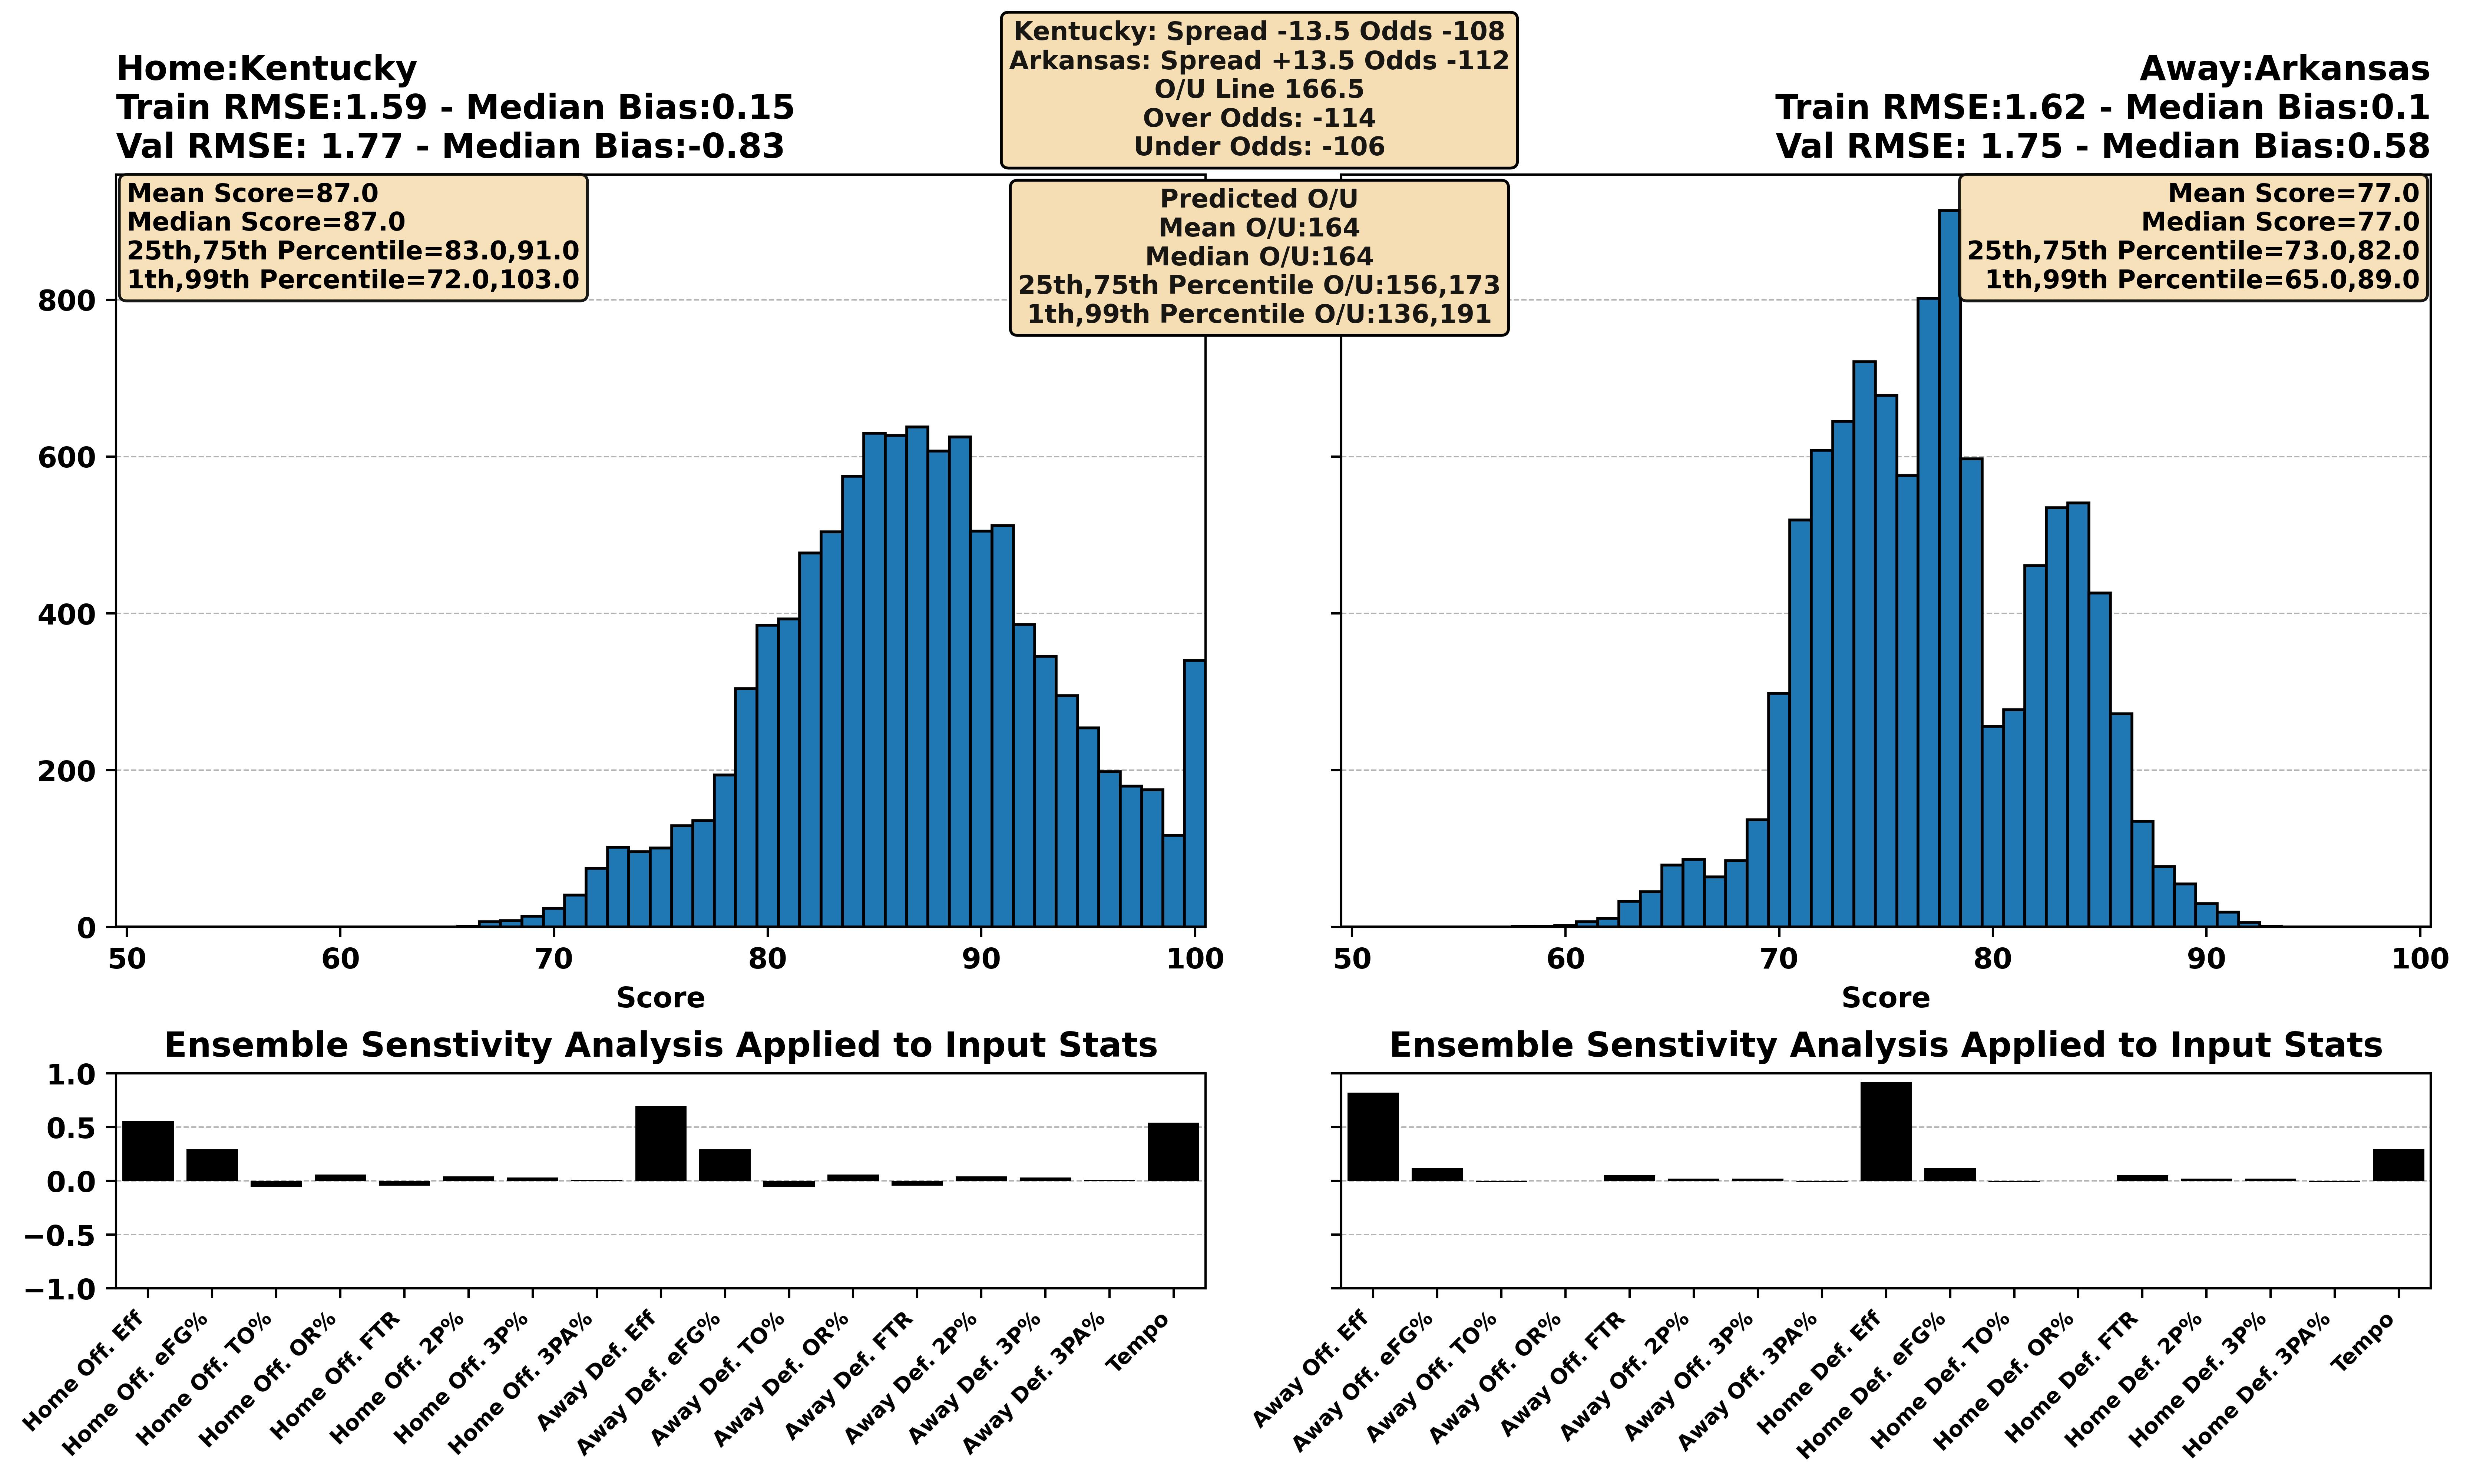 Kentucky: Spread -13.5 Odds -108
Arkansas: Spread +13.5 Odds -112
O/U Line 166.5
Over Odds: -114
Under Odds: -106
Home:Kentucky
Train RMSE:1.59 - Median Bias:0.15
Val RMSE: 1.77 - Median Bias:-0.83
Away:Arkansas
Train RMSE:1.62 - Median Bias:0.1
Val RMSE: 1.75 - Median Bias:0.58
Mean Score=87.0
Median Score=87.0
25th,75th Percentile=83.0,91.0
1th,99th Percentile=72.0,103.0
Predicted O/U
Mean O/U:164
Median O/U:164
25th,75th Percentile O/U:156,173
1th,99th Percentile O/U:136,191
Mean Score=77.0
Median Score=77.0
25th,75th Percentile=73.0,82.0
1th,99th Percentile=65.0,89.0
800
600
400
200
0
50 60 70 80 90 100
Score
50 60 70 80 90 100
Score
Ensemble Senstivity Analysis Applied to Input Stats
Ensemble Senstivity Analysis Applied to Input Stats
1.0
0.5
0.0
−0.5
−1.0
Home Off. Eff
Home Off. eFG%
Home Off. TO%
Home Off. OR%
Home Off. FTR
Home Off. 2P%
Home Off. 3P%
Home Off. 3PA%
Away Def. Eff
Away Def. eFG%
Away Def. TO%
Away Def. OR%
Away Def. FTR
Away Def. 2P%
Away Def. 3P%
Away Def. 3PA%
Tempo
Away Off. Eff
Away Off. eFG%
Away Off. TO%
Away Off. OR%
Away Off. FTR
Away Off. 2P%
Away Off. 3P%
Away Off. 3PA%
Home Def. Eff
Home Def. eFG%
Home Def. TO%
Home Def. OR%
Home Def. FTR
Home Def. 2P%
Home Def. 3P%
Home Def. 3PA%
Tempo